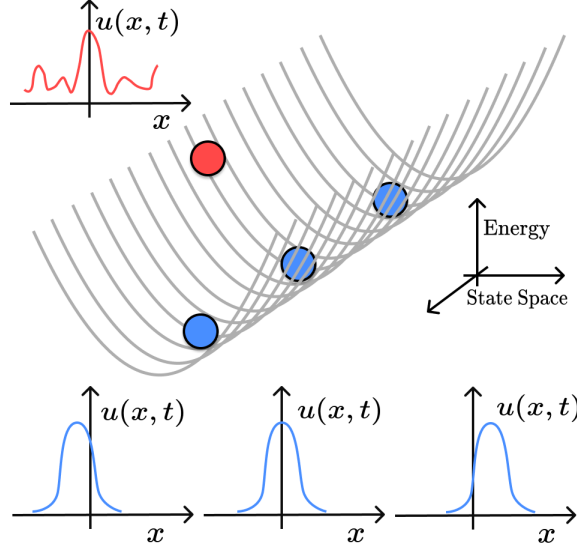 u(x, t)
x
Energy
State Space
u(x, t)
x
u(x, t)
x
u(x, t)
x